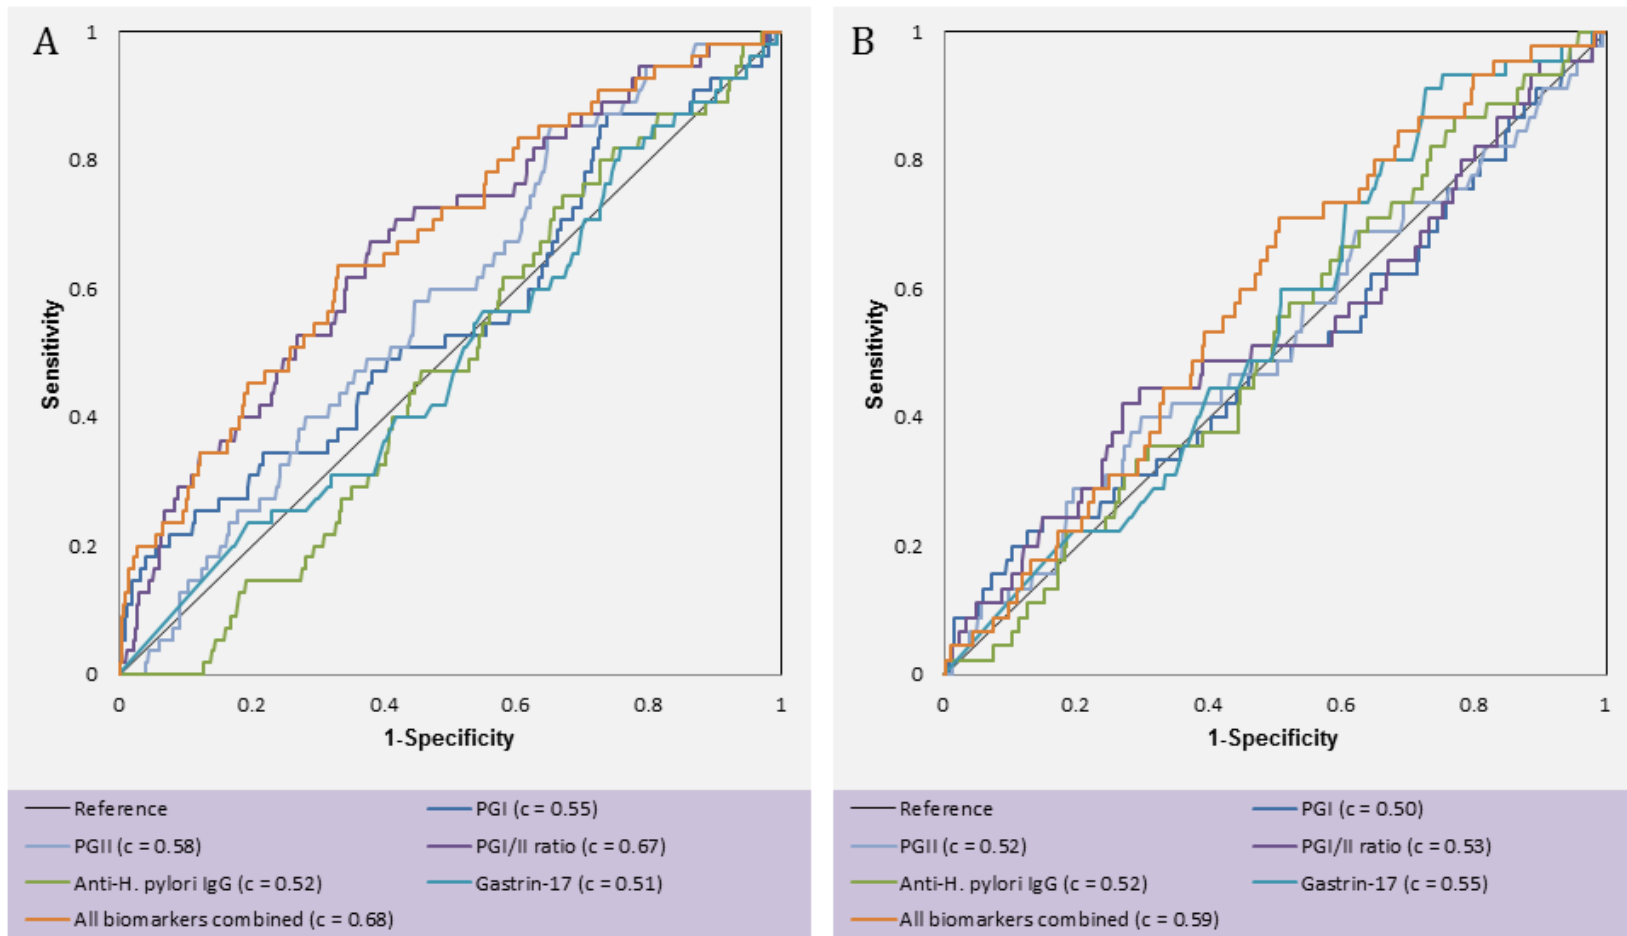 A
1
0.8
0.6
0.4
0.2
0
Sensitivity
0 0.2 0.4 0.6 0.8 1
1-Specificity
Reference PGI (c = 0.55)
PGII (c = 0.58) PGI/II ratio (c = 0.67)
Anti-H. pylori IgG (c = 0.52) Gastrin-17 (c = 0.51)
All biomarkers combined (c = 0.68)
B
1
0.8
0.6
0.4
0.2
0
Sensitivity
0 0.2 0.4 0.6 0.8 1
1-Specificity
Reference PGI (c = 0.50)
PGII (c = 0.52) PGI/II ratio (c = 0.53)
Anti-H. pylori IgG (c = 0.52) Gastrin-17 (c = 0.55)
All biomarkers combined (c = 0.59)